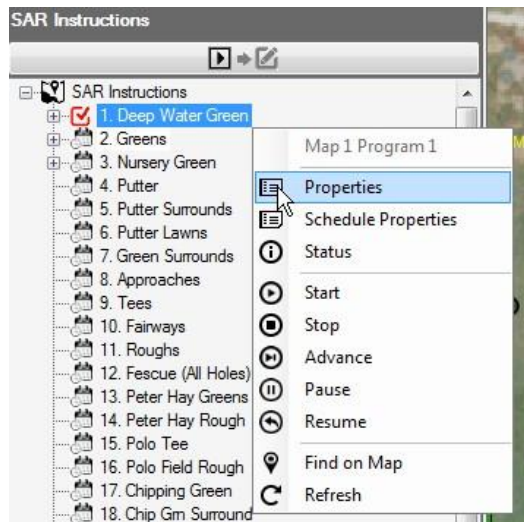 SAR Instructions
SAR Instructions
1. Deep Water Green
2. Greens
3. Nursery Green
4. Putter
5. Putter Surrounds
6. Putter Lawns
7. Green Surrounds
8. Approaches
9. Tees
10. Fairways
11. Roughs
12. Fescue (All Holes)
13. Peter Hay Greens
14. Peter Hay Rough
15. Polo Tee
16. Polo Field Rough
17. Chipping Green
18. Chip Grn Surround
Map 1 Program 1
Properties
Schedule Properties
Status
Start
Stop
Advance
Pause
Resume
Find on Map
Refresh